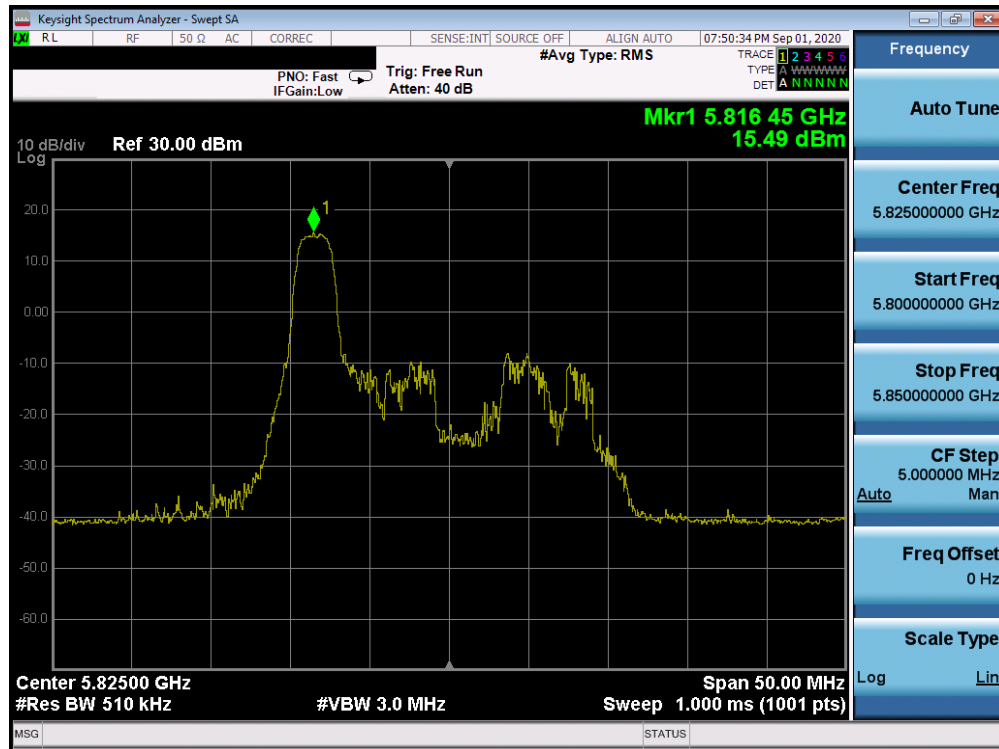 Keysight Spectrum Analyzer - Swept SA
LXI RL RF 50 Ω AC CORREC SENSE:INT SOURCE OFF ALIGN AUTO 07:50:34 PM Sep 01, 2020
#Avg Type: RMS TRACE 1 2 3 4 5 6
PNO: Fast Trig: Free Run TYPE A WWWWW
IFGain:Low Atten: 40 dB DET A N N N N N
Mkr1 5.816 45 GHz
15.49 dBm
10 dB/div Ref 30.00 dBm
Log
1
20.0
10.0
0.00
-10.0
-20.0
-30.0
-40.0
-50.0
-60.0
Center 5.82500 GHz Span 50.00 MHz
#Res BW 510 kHz #VBW 3.0 MHz Sweep 1.000 ms (1001 pts)
MSG STATUS
Frequency
Auto Tune
Center Freq
5.825000000 GHz
Start Freq
5.800000000 GHz
Stop Freq
5.850000000 GHz
CF Step
5.000000 MHz
Auto Man
Freq Offset
0 Hz
Scale Type
Log Lin